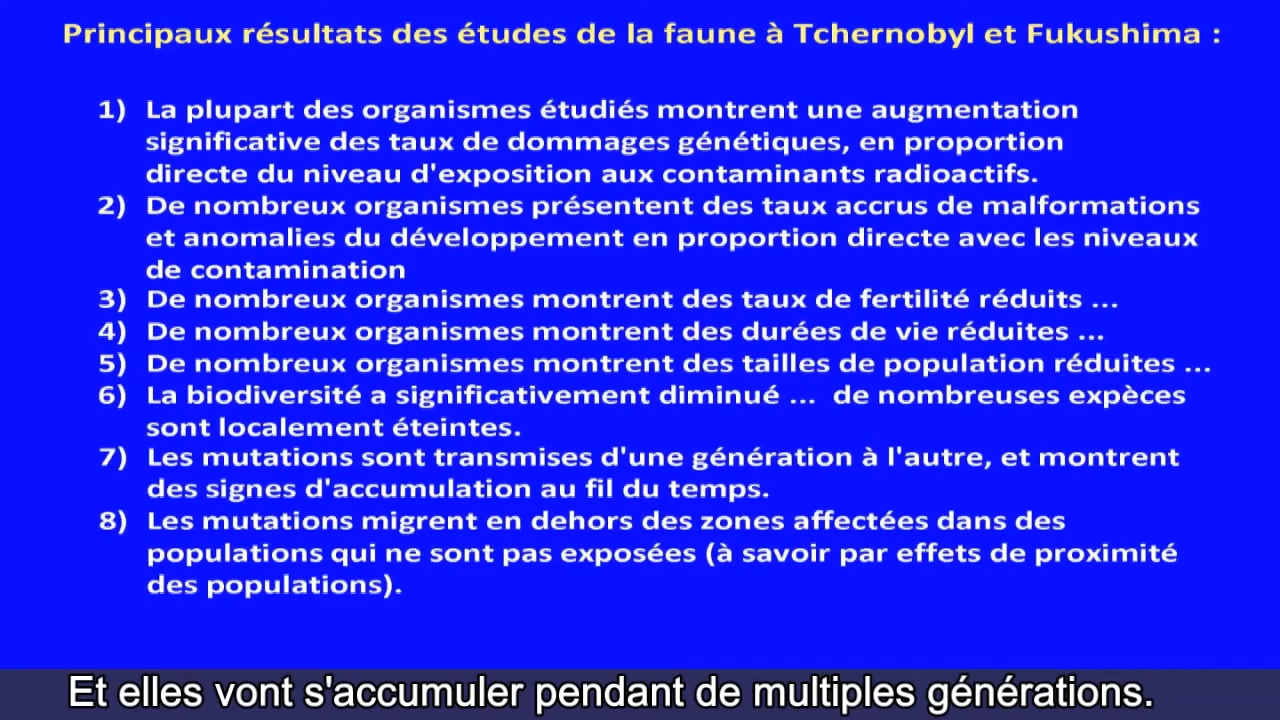 Principaux résultats des études de la faune à Tchernobyl et Fukushima :
1) La plupart des organismes étudiés montrent une augmentation
significative des taux de dommages génétiques, en proportion
directe du niveau d'exposition aux contaminants radioactifs.
2) De nombreux organismes présentent des taux accrus de malformations
et anomalies du développement en proportion directe avec les niveaux
de contamination
3) De nombreux organismes montrent des taux de fertilité réduits ...
4) De nombreux organismes montrent des durées de vie réduites ...
5) De nombreux organismes montrent des tailles de population réduites ...
6) La biodiversité a significativement diminué ... de nombreuses expèces
sont localement éteintes.
7) Les mutations sont transmises d'une génération à l'autre, et montrent
des signes d'accumulation au fil du temps.
8) Les mutations migrent en dehors des zones affectées dans des
populations qui ne sont pas exposées (à savoir par effets de proximité
des populations).
Et elles vont s'accumuler pendant de multiples générations.